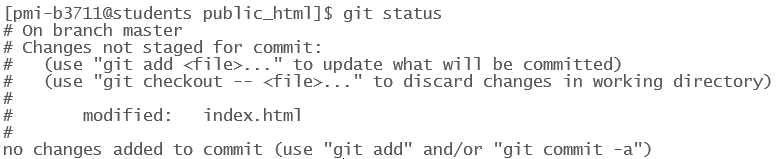 [pmi-b3711@students public_html]$ git status
# On branch master
# Changes not staged for commit:
#   (use "git add <file>..." to update what will be committed)
#   (use "git checkout -- <file>..." to discard changes in working directory)
#
#       modified:   index.html
#
no changes added to commit (use "git add" and/or "git commit -a")